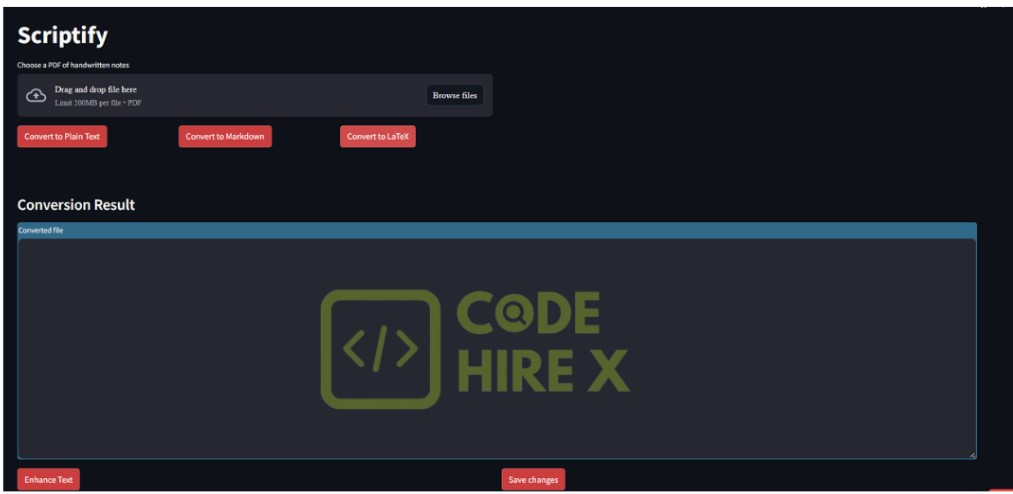 Scriptify
Choose a PDF of handwritten notes
Drag and drop file here
Limit 200MB per file • PDF
Browse files
Convert to Plain Text
Convert to Markdown
Convert to LaTeX
Conversion Result
Converted file
</>
CODE
HIRE X
Enhance Text
Save changes